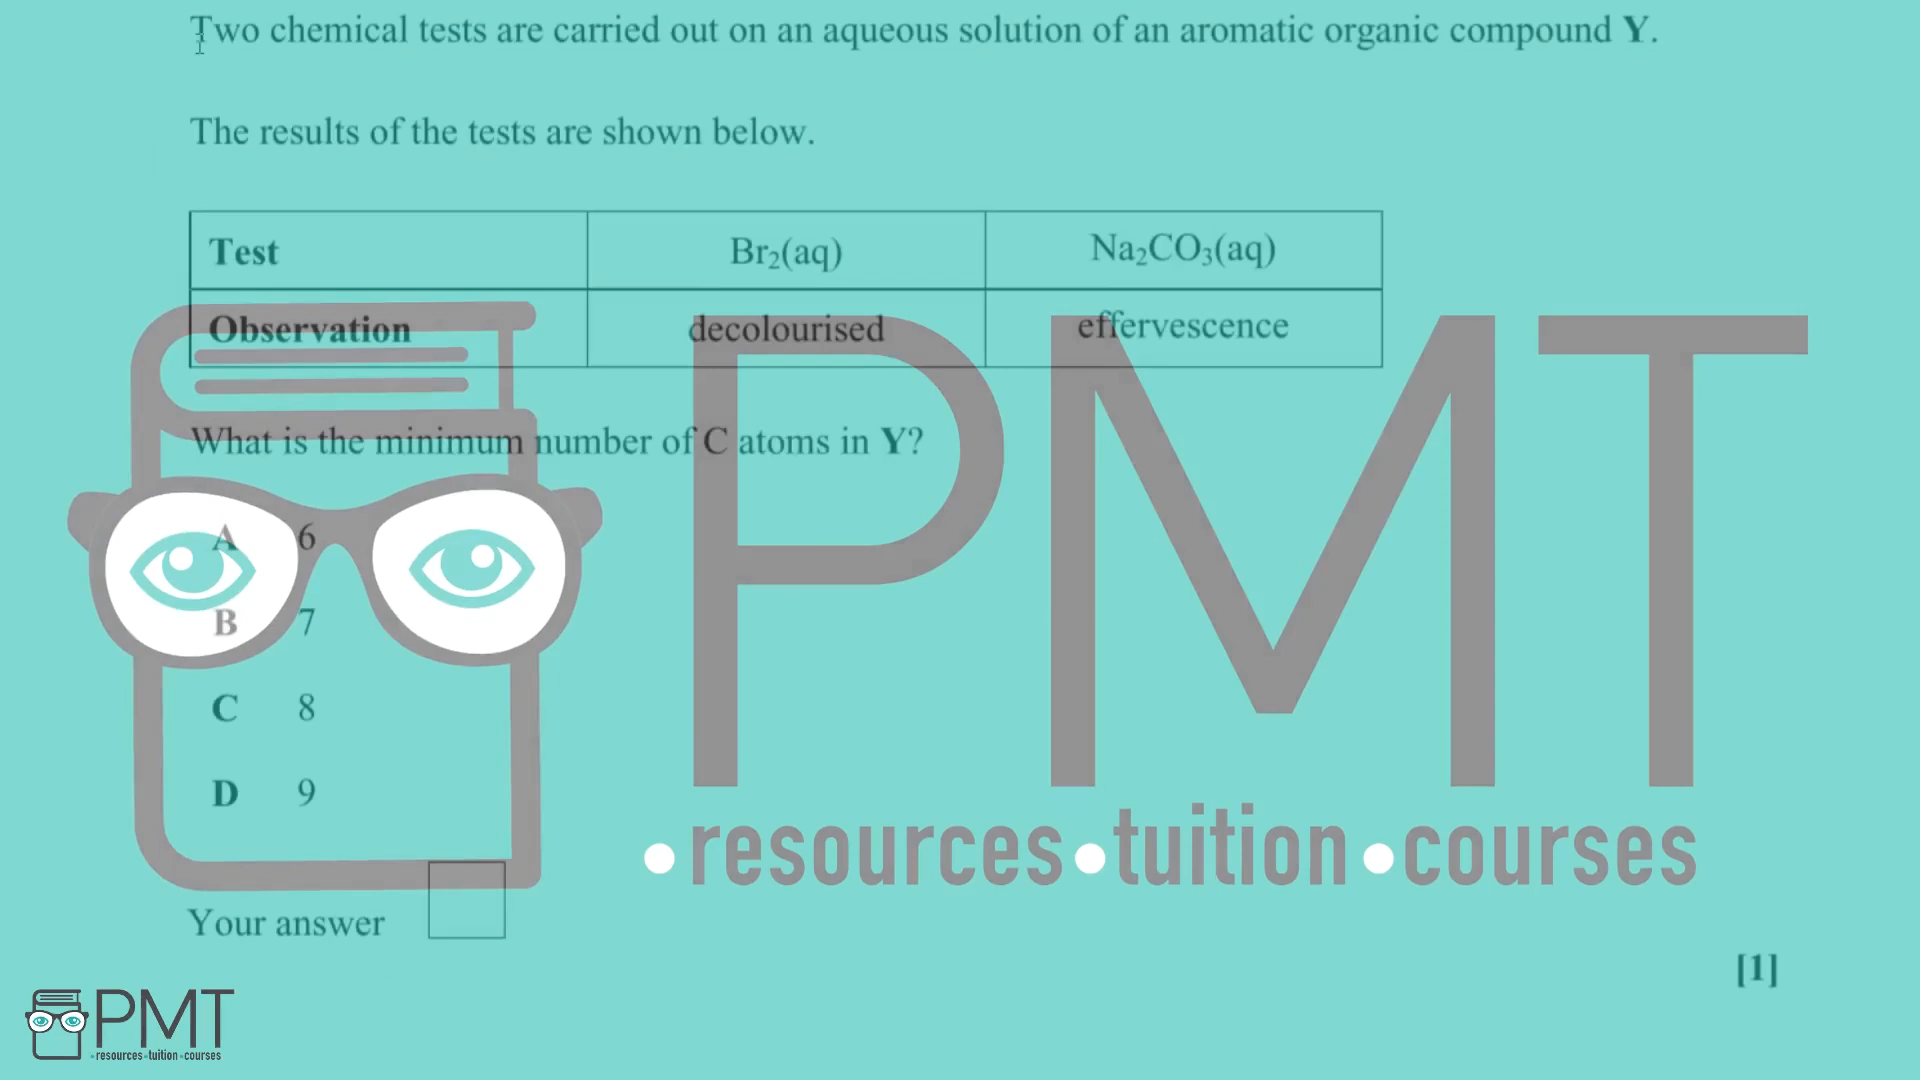 Two chemical tests are carried out on an aqueous solution of an aromatic organic compound Y.
The results of the tests are shown below.
Test Br₂(aq) Na₂CO₃(aq)
Observation decolourised effervescence
What is the minimum number of C atoms in Y?
A 6
B 7
C 8
D 9
Your answer
[1]
PMT
•resources•tuition•courses
PMT
•resources•tuition•courses